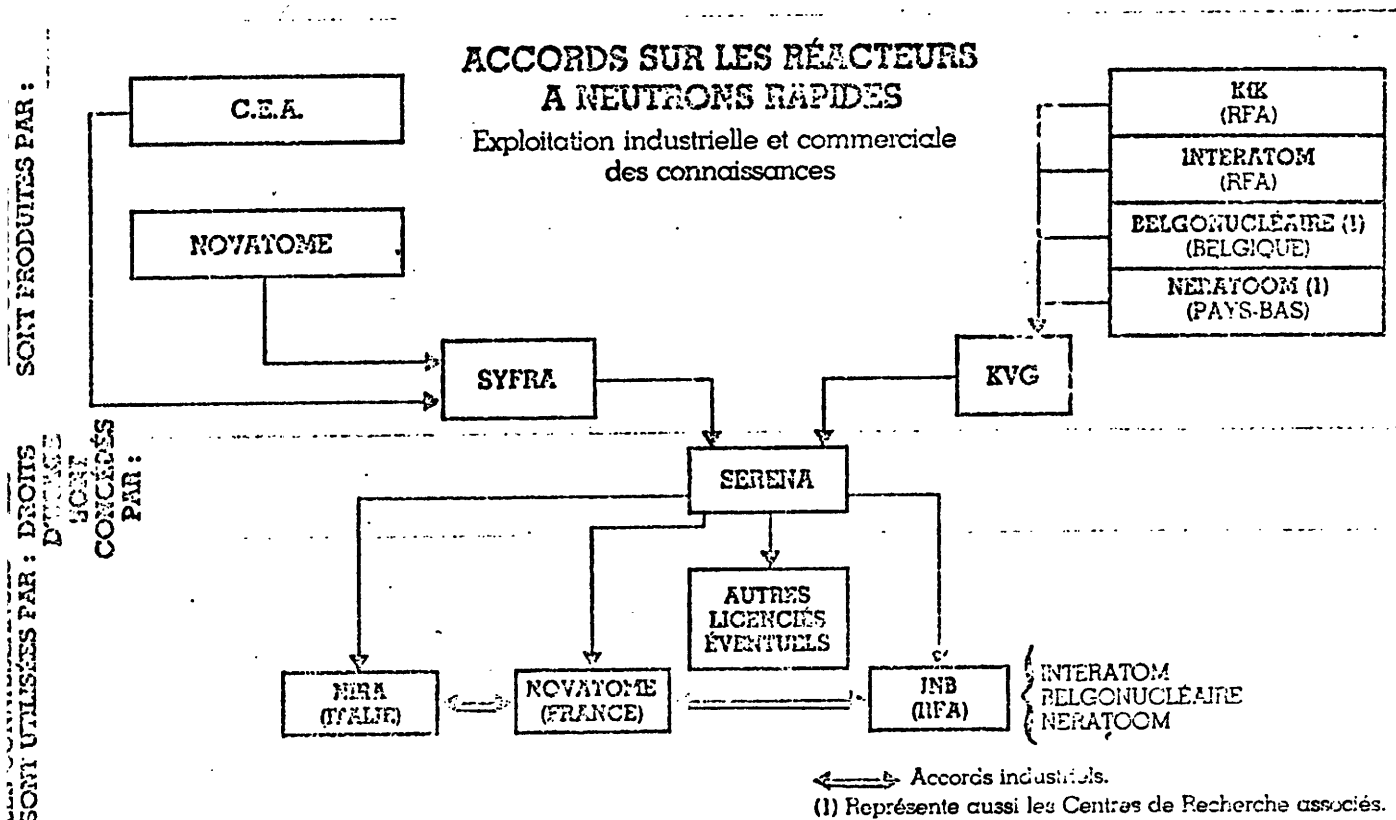 ACCORDS SUR LES RÉACTEURS
A NEUTRONS RAPIDES
Exploitation industrielle et commerciale
des connaissances
SONT PRODUITES PAR :
C.E.A.
NOVATOME
KfK
(RFA)
INTERATOM
(RFA)
BELGONUCLÉAIRE (1)
(BELGIQUE)
NERATOOM (1)
(PAYS-BAS)
SYFRA
KVG
DROITS
D'USAGE
SONT
CONCÉDÉS
PAR :
SERENA
SONT UTILISÉES PAR :
AUTRES
LICENCIÉS
ÉVENTUELS
NIRA
(ITALIE)
NOVATOME
(FRANCE)
INB
(RFA)
INTERATOM
BELGONUCLÉAIRE
NERATOOM
Accords industriels.
(1) Représente aussi les Centres de Recherche associés.